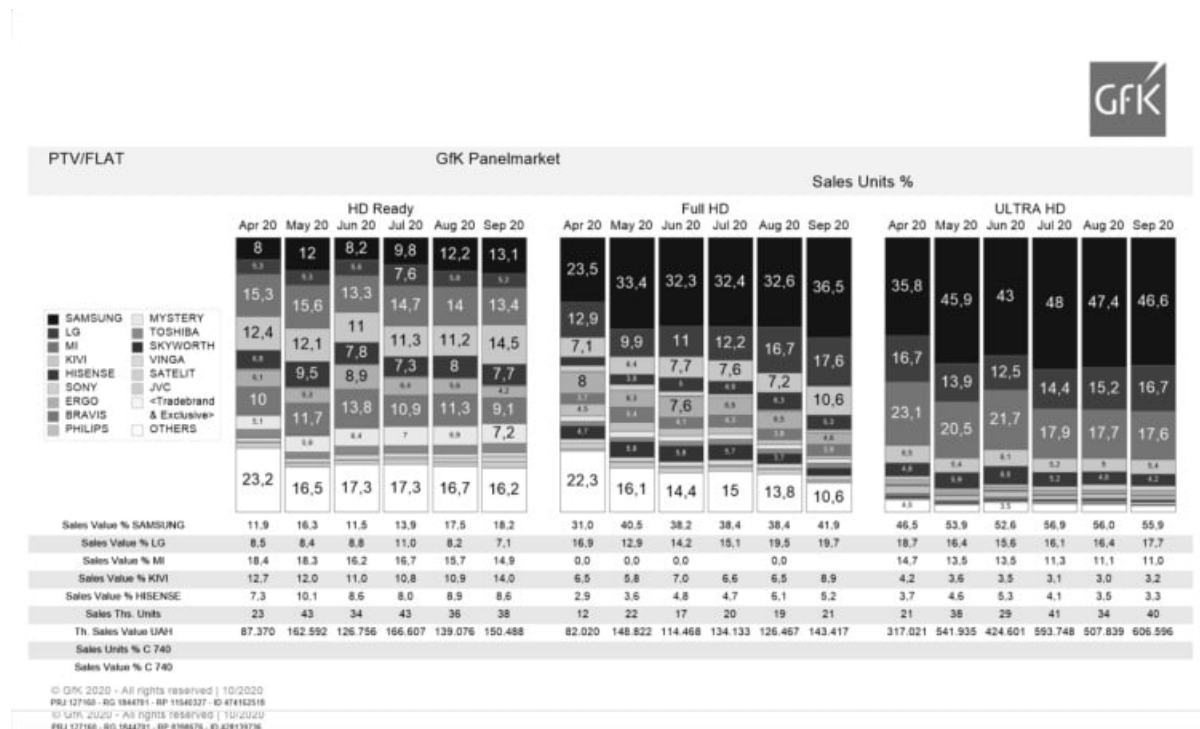 GfK
PTV/FLAT GfK Panelmarket
Sales Units %
HD Ready Full HD ULTRA HD
Apr 20 May 20 Jun 20 Jul 20 Aug 20 Sep 20 Apr 20 May 20 Jun 20 Jul 20 Aug 20 Sep 20 Apr 20 May 20 Jun 20 Jul 20 Aug 20 Sep 20
8 12 8,2 9,8 12,2 13,1 23,5 33,4 32,3 32,4 32,6 36,5 35,8 45,9 43 48 47,4 46,6
7,6 12,9 9,9 11 12,2 16,7 17,6 16,7 13,9 12,5 14,4 15,2 16,7
15,3 15,6 13,3 14,7 14 13,4 23,1 20,5 21,7 17,9 17,7 17,6
12,4 12,1 11 11,3 11,2 14,5 7,1 7,7 7,6 7,2 10,6
9,5 7,8 7,3 8 7,7
8,9 8 7,6
10 11,7 13,8 10,9 11,3 9,1
7 7,2
23,2 16,5 17,3 17,3 16,7 16,2 22,3 16,1 14,4 15 13,8 10,6
SAMSUNG MYSTERY
LG TOSHIBA
MI SKYWORTH
KIVI VINGA
HISENSE SATELIT
SONY JVC
ERGO <Tradebrand
BRAVIS & Exclusive>
PHILIPS OTHERS
Sales Value % SAMSUNG 11,9 16,3 11,5 13,9 17,5 18,2 31,0 40,5 38,2 38,4 38,4 41,9 46,5 53,9 52,6 56,9 56,0 55,9
Sales Value % LG 8,5 8,4 8,8 11,0 8,2 7,1 16,9 12,9 14,2 15,1 19,5 19,7 18,7 16,4 15,6 16,1 16,4 17,7
Sales Value % MI 18,4 18,3 16,2 16,7 15,7 14,9 0,0 0,0 0,0 0,0 14,7 13,5 13,5 11,3 11,1 11,0
Sales Value % KIVI 12,7 12,0 11,0 10,8 10,9 14,0 6,5 5,8 7,0 6,6 6,5 8,9 4,2 3,6 3,5 3,1 3,0 3,2
Sales Value % HISENSE 7,3 10,1 8,6 8,0 8,9 8,6 2,9 3,6 4,8 4,7 6,1 5,2 3,7 4,6 5,3 4,1 3,5 3,3
Sales Ths. Units 23 43 34 43 36 38 12 22 17 20 19 21 21 38 29 41 34 40
Th. Sales Value UAH 87.370 162.592 126.756 166.607 139.076 150.488 82.020 148.822 114.468 134.133 126.467 143.417 317.021 541.935 424.601 593.748 507.839 606.596
Sales Units % C 740
Sales Value % C 740
© GfK 2020 - All rights reserved | 10/2020
PRJ 127160 - RG 1844781 - RP 11540327 - ID 474162518
© GfK 2020 - All rights reserved | 10/2020